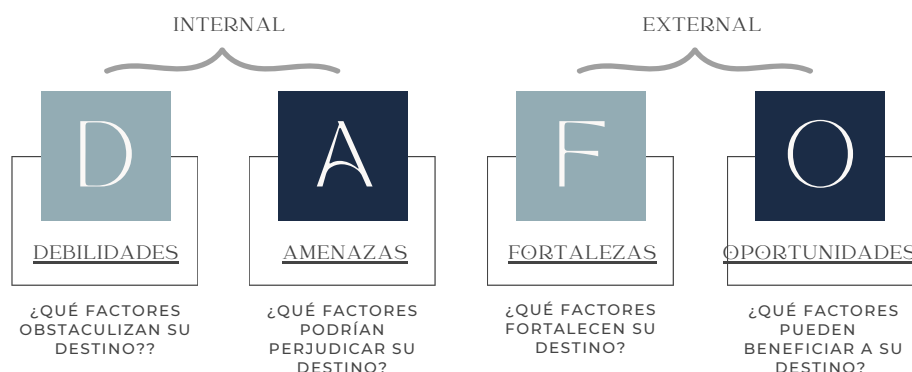 INTERNAL
EXTERNAL
D
A
F
O
DEBILIDADES
AMENAZAS
FORTALEZAS
OPORTUNIDADES
¿QUÉ FACTORES
OBSTACULIZAN SU
DESTINO??
¿QUÉ FACTORES
PODRÍAN
PERJUDICAR SU
DESTINO?
¿QUÉ FACTORES
FORTALECEN SU
DESTINO?
¿QUÉ FACTORES
PUEDEN
BENEFICIAR A SU
DESTINO?